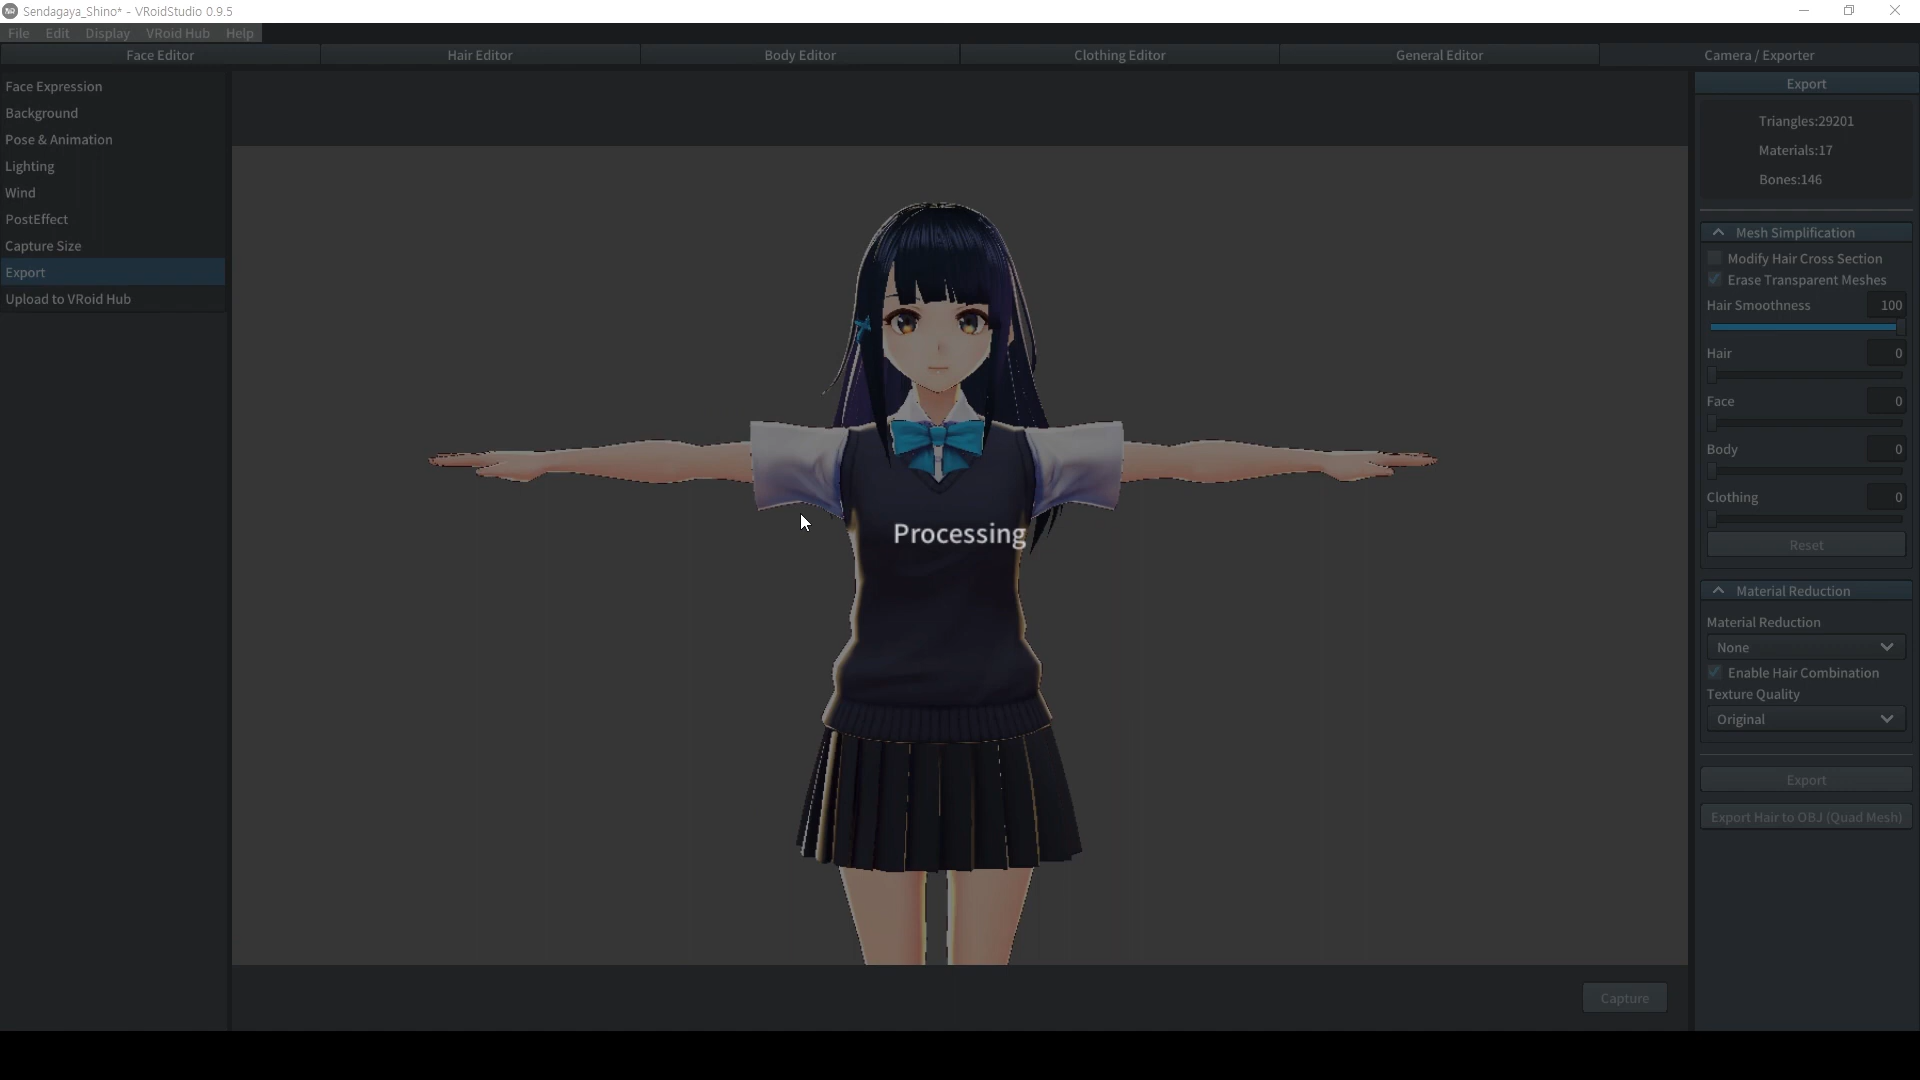 Sendagaya_Shino* - VRoidStudio 0.9.5
File Edit Display VRoid Hub Help
Face Editor Hair Editor Body Editor Clothing Editor General Editor Camera / Exporter
Face Expression
Background
Pose & Animation
Lighting
Wind
PostEffect
Capture Size
Export
Upload to VRoid Hub
Processing
Capture
Export
Triangles:29201
Materials:17
Bones:146
Mesh Simplification
Modify Hair Cross Section
Erase Transparent Meshes
Hair Smoothness 100
Hair 0
Face 0
Body 0
Clothing 0
Reset
Material Reduction
Material Reduction
None
Enable Hair Combination
Texture Quality
Original
Export
Export Hair to OBJ (Quad Mesh)